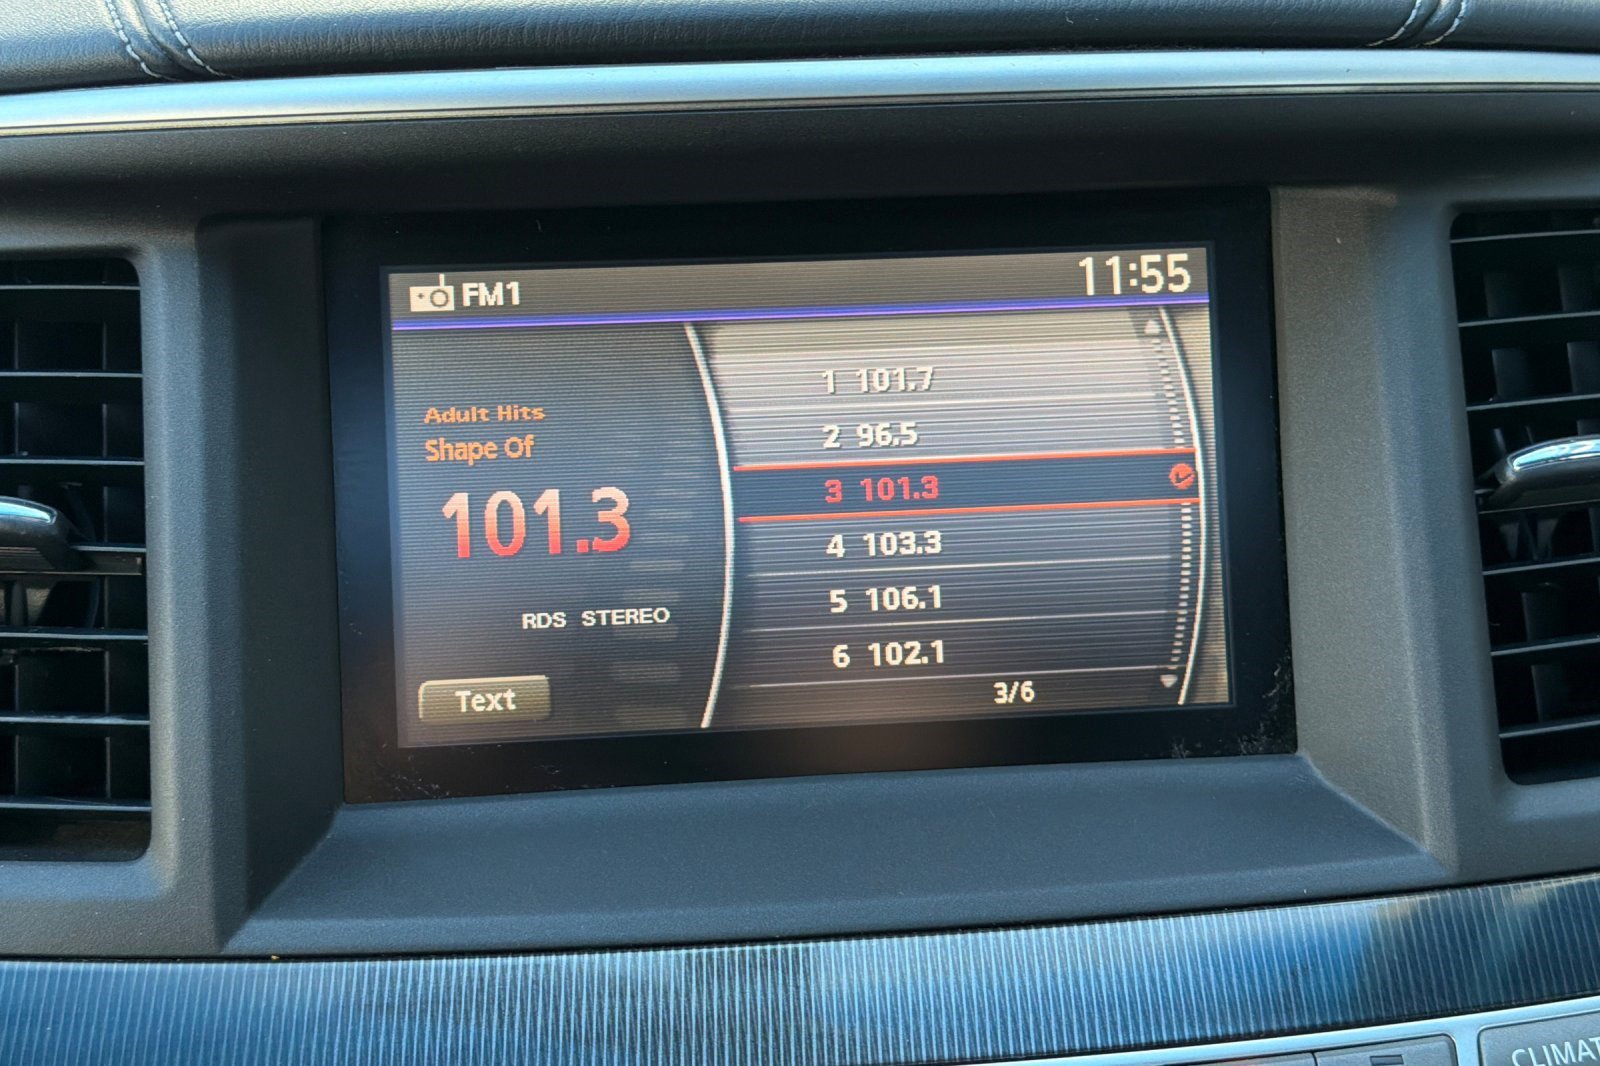 FM1
11:55
Adult Hits
Shape Of
101.3
RDS STEREO
Text
1 101.7
2 96.5
3 101.3
4 103.3
5 106.1
6 102.1
3/6
CLIMAT